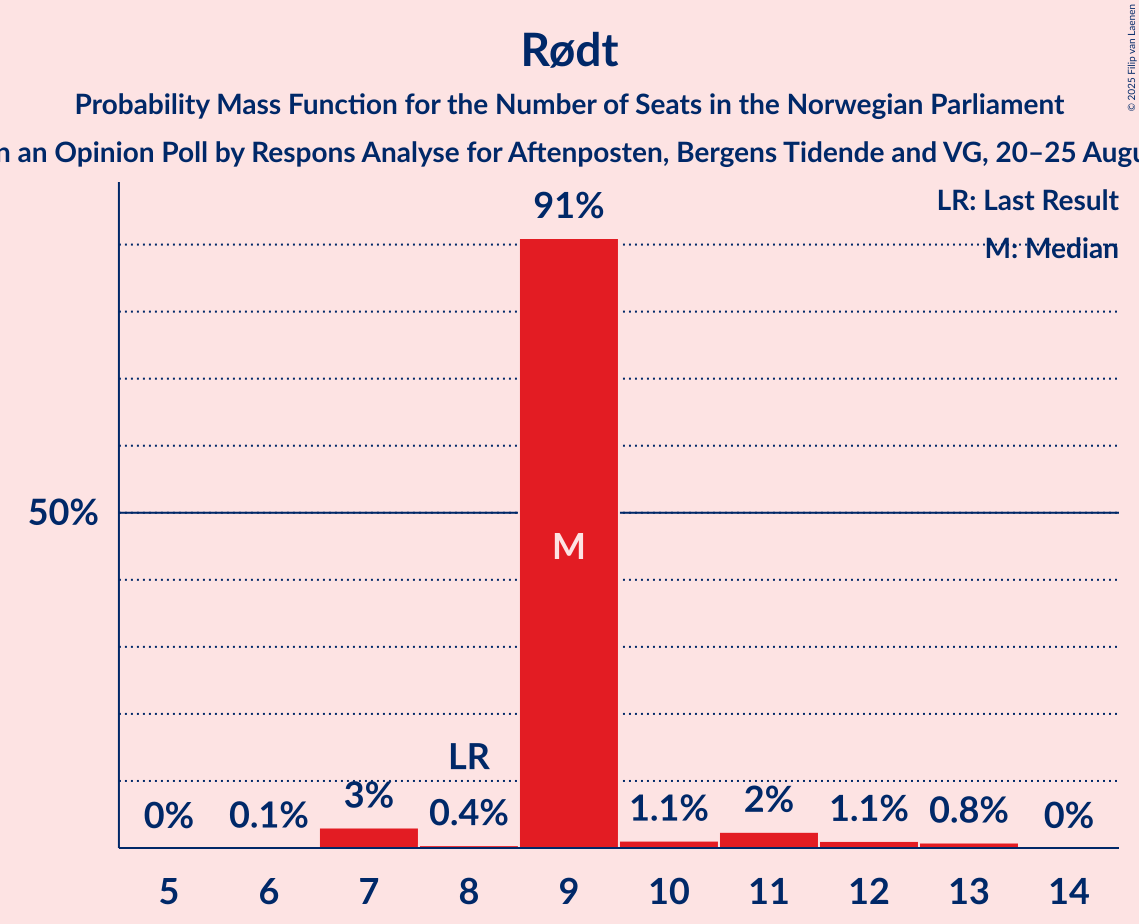 Rødt
Probability Mass Function for the Number of Seats in the Norwegian Parliament
an Opinion Poll by Respons Analyse for Aftenposten, Bergens Tidende and VG, 20–25
© 2025 Filip van Laenen
LR: Last Result
M: Median
91%
50%
M
LR
0% 0.1% 3% 0.4% 1.1% 2% 1.1% 0.8% 0%
5 6 7 8 9 10 11 12 13 14